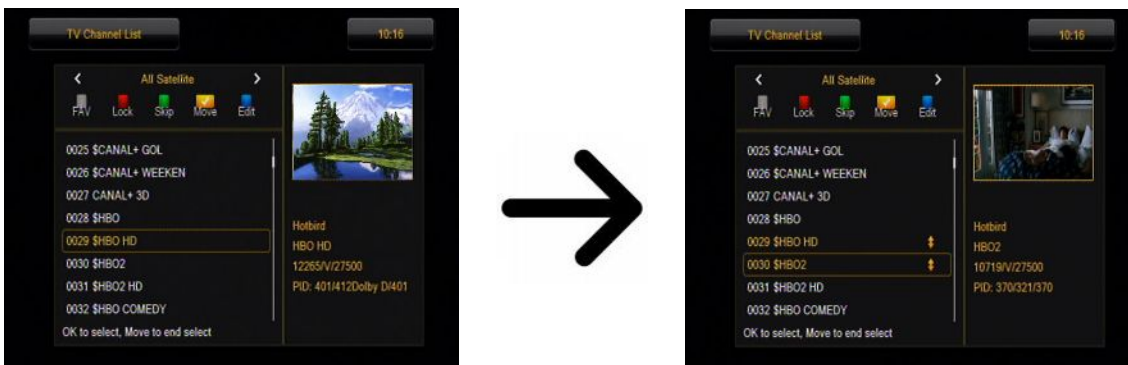 TV Channel List
10:16
All Satellite
FAV Lock Skip Move Edit
0025 $CANAL+ GOL
0026 $CANAL+ WEEKEN
0027 CANAL+ 3D
0028 $HBO
0029 $HBO HD
0030 $HBO2
0031 $HBO2 HD
0032 $HBO COMEDY
OK to select, Move to end select
Hotbird
HBO HD
12265/V/27500
PID: 401/412Dolby D/401
TV Channel List
10:16
All Satellite
FAV Lock Skip Move Edit
0025 $CANAL+ GOL
0026 $CANAL+ WEEKEN
0027 CANAL+ 3D
0028 $HBO
0029 $HBO HD
0030 $HBO2
0031 $HBO2 HD
0032 $HBO COMEDY
OK to select, Move to end select
Hotbird
HBO2
10719/V/27500
PID: 370/321/370